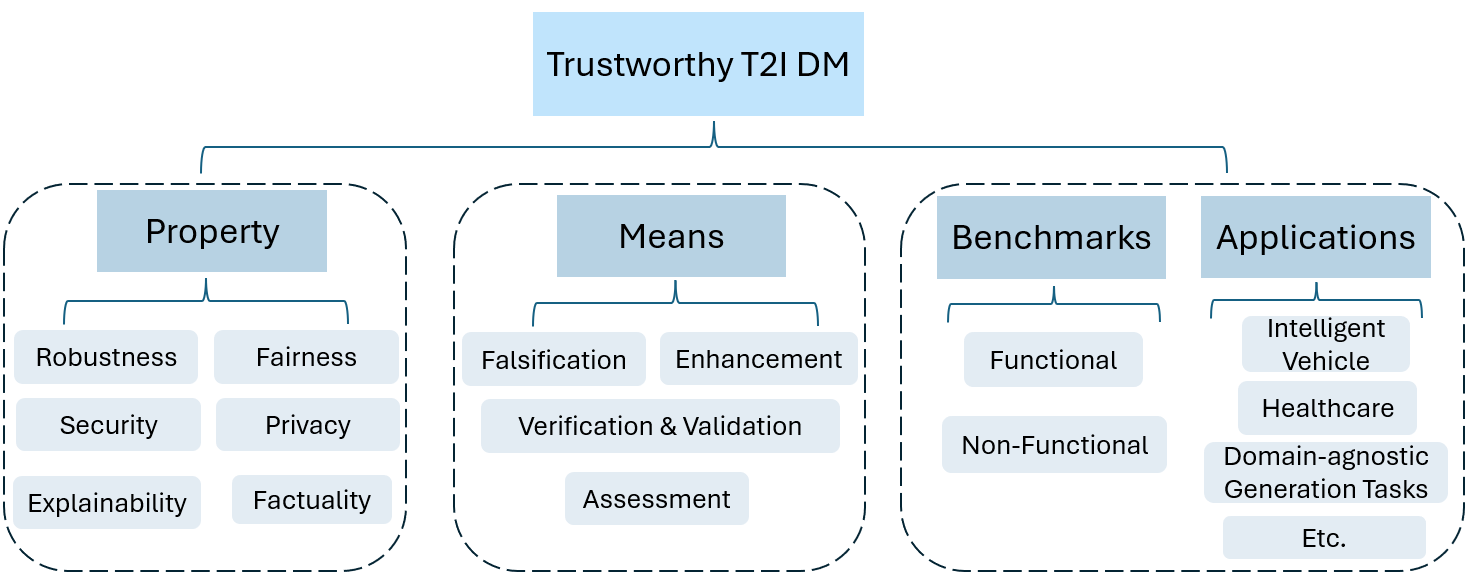 Trustworthy T2I DM
Property
Robustness
Fairness
Security
Privacy
Explainability
Factuality
Means
Falsification
Enhancement
Verification & Validation
Assessment
Benchmarks
Functional
Non-Functional
Applications
Intelligent
Vehicle
Healthcare
Domain-agnostic
Generation Tasks
Etc.